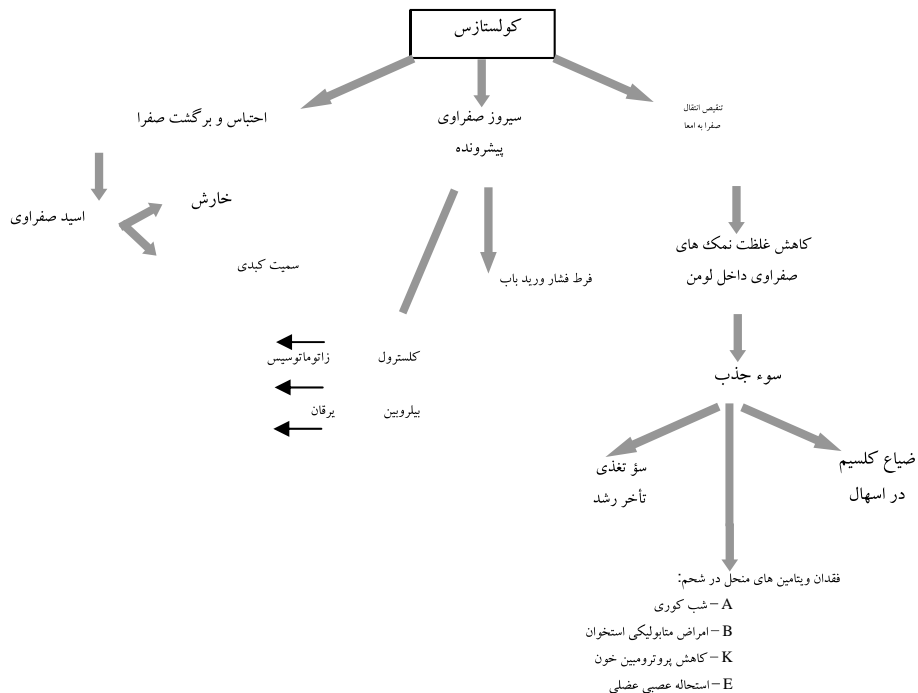 کولستازس
تنقیص انتقال
صفرا به امعا
سیروز صفراوی
پیشرونده
احتباس و برگشت صفرا
خارش
اسید صفراوی
سمیت کبدی
کاهش غلظت نمک های
صفراوی داخل لومن
فرط فشار ورید باب
کلسترول
زاتوماتوسیس
سوء جذب
بیلروبین
یرقان
ضیاع کلسیم
در اسهال
سؤ تغذی
تأخر رشد
فقدان ویتامین های منحل در شحم:
A – شب کوری
B – امراض متابولیکی استخوان
K – کاهش پروترومبین خون
E – استحاله عصبی عضلی